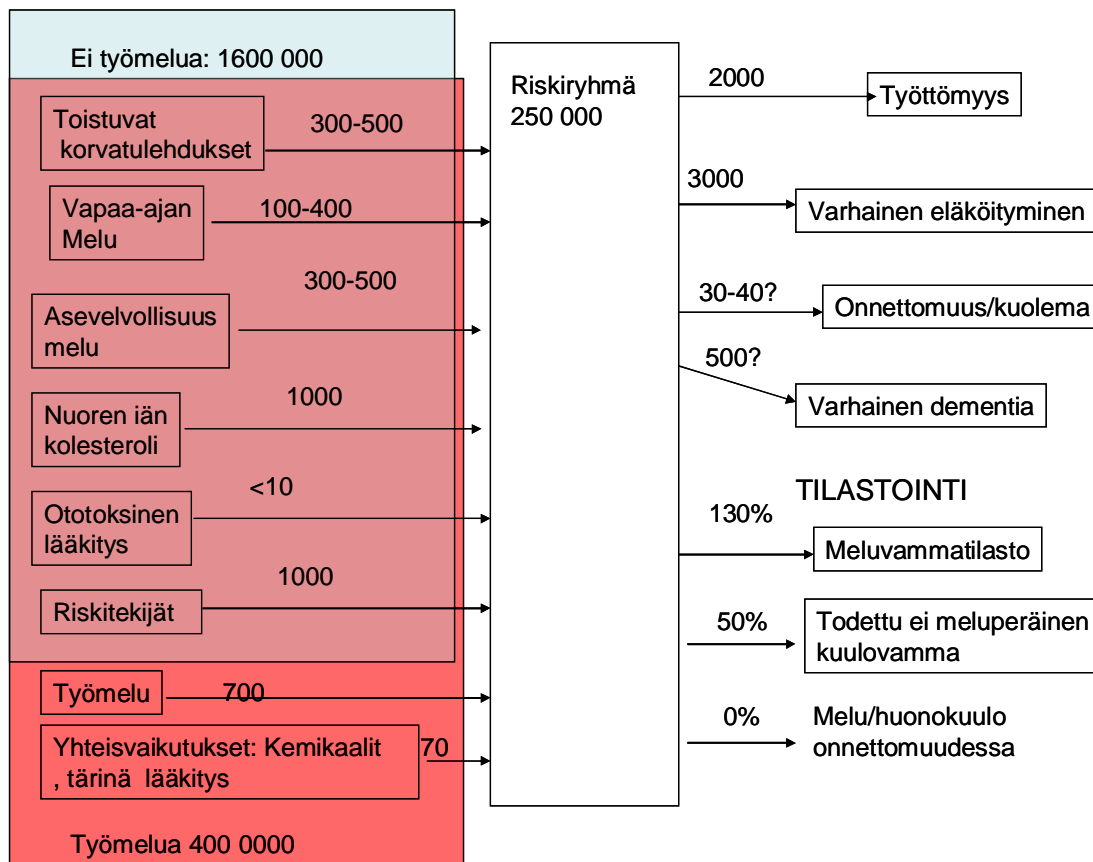 Ei työmelua: 1600 000
Toistuvat
korvatulehdukset
300-500
Vapaa-ajan
Melu
100-400
Asevelvollisuus
melu
300-500
Nuoren iän
kolesteroli
1000
Ototoksinen
lääkitys
<10
Riskitekijät
1000
Työmelu
700
Yhteisvaikutukset: Kemikaalit
, tärinä lääkitys
70
Työmelua 400 0000
Riskiryhmä
250 000
2000
Työttömyys
3000
Varhainen eläköityminen
30-40?
Onnettomuus/kuolema
500?
Varhainen dementia
TILASTOINTI
130%
Meluvammatilasto
50%
Todettu ei meluperäinen
kuulovamma
0%
Melu/huonokuulo
onnettomuudessa